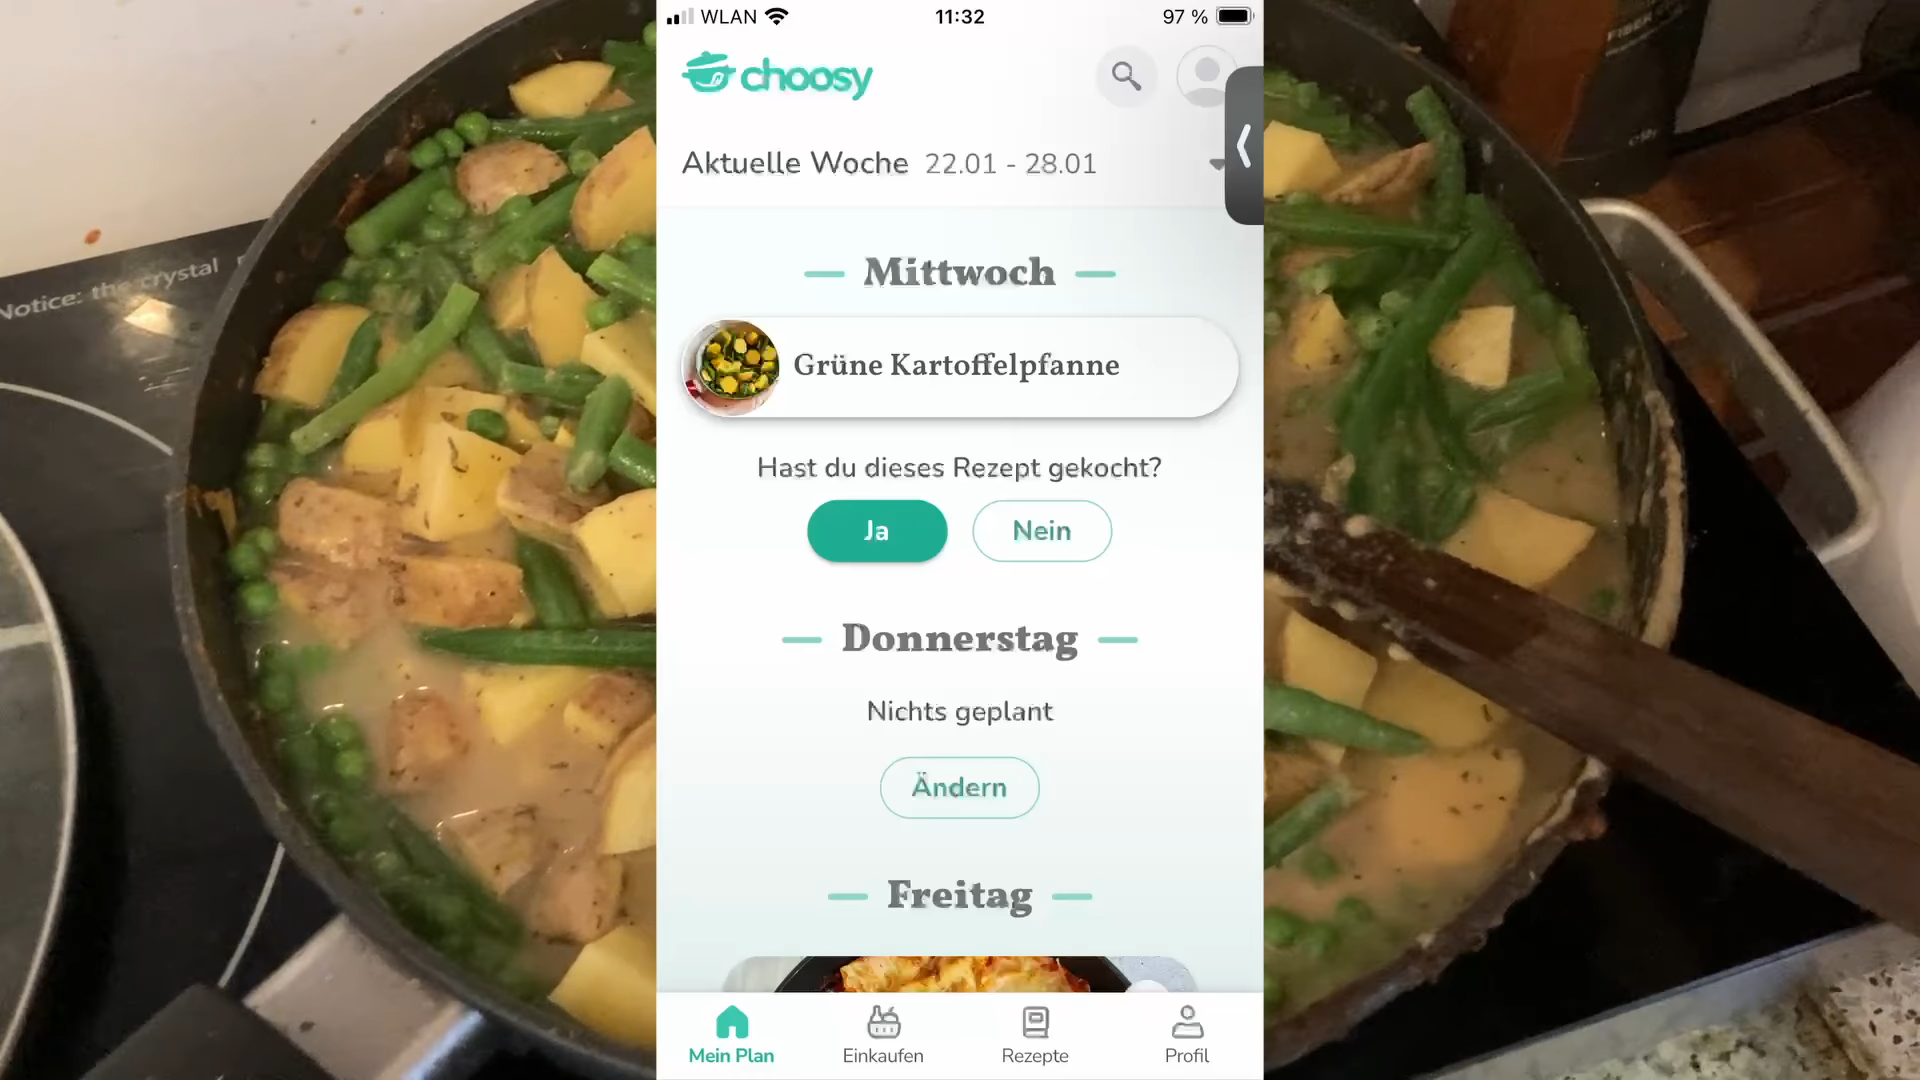 WLAN 11:32 97 %
choosy
Aktuelle Woche 22.01 - 28.01
Mittwoch
Grüne Kartoffelpfanne
Hast du dieses Rezept gekocht?
Ja Nein
Donnerstag
Nichts geplant
Ändern
Freitag
Mein Plan Einkaufen Rezepte Profil
Notice: the crystal
FIBER